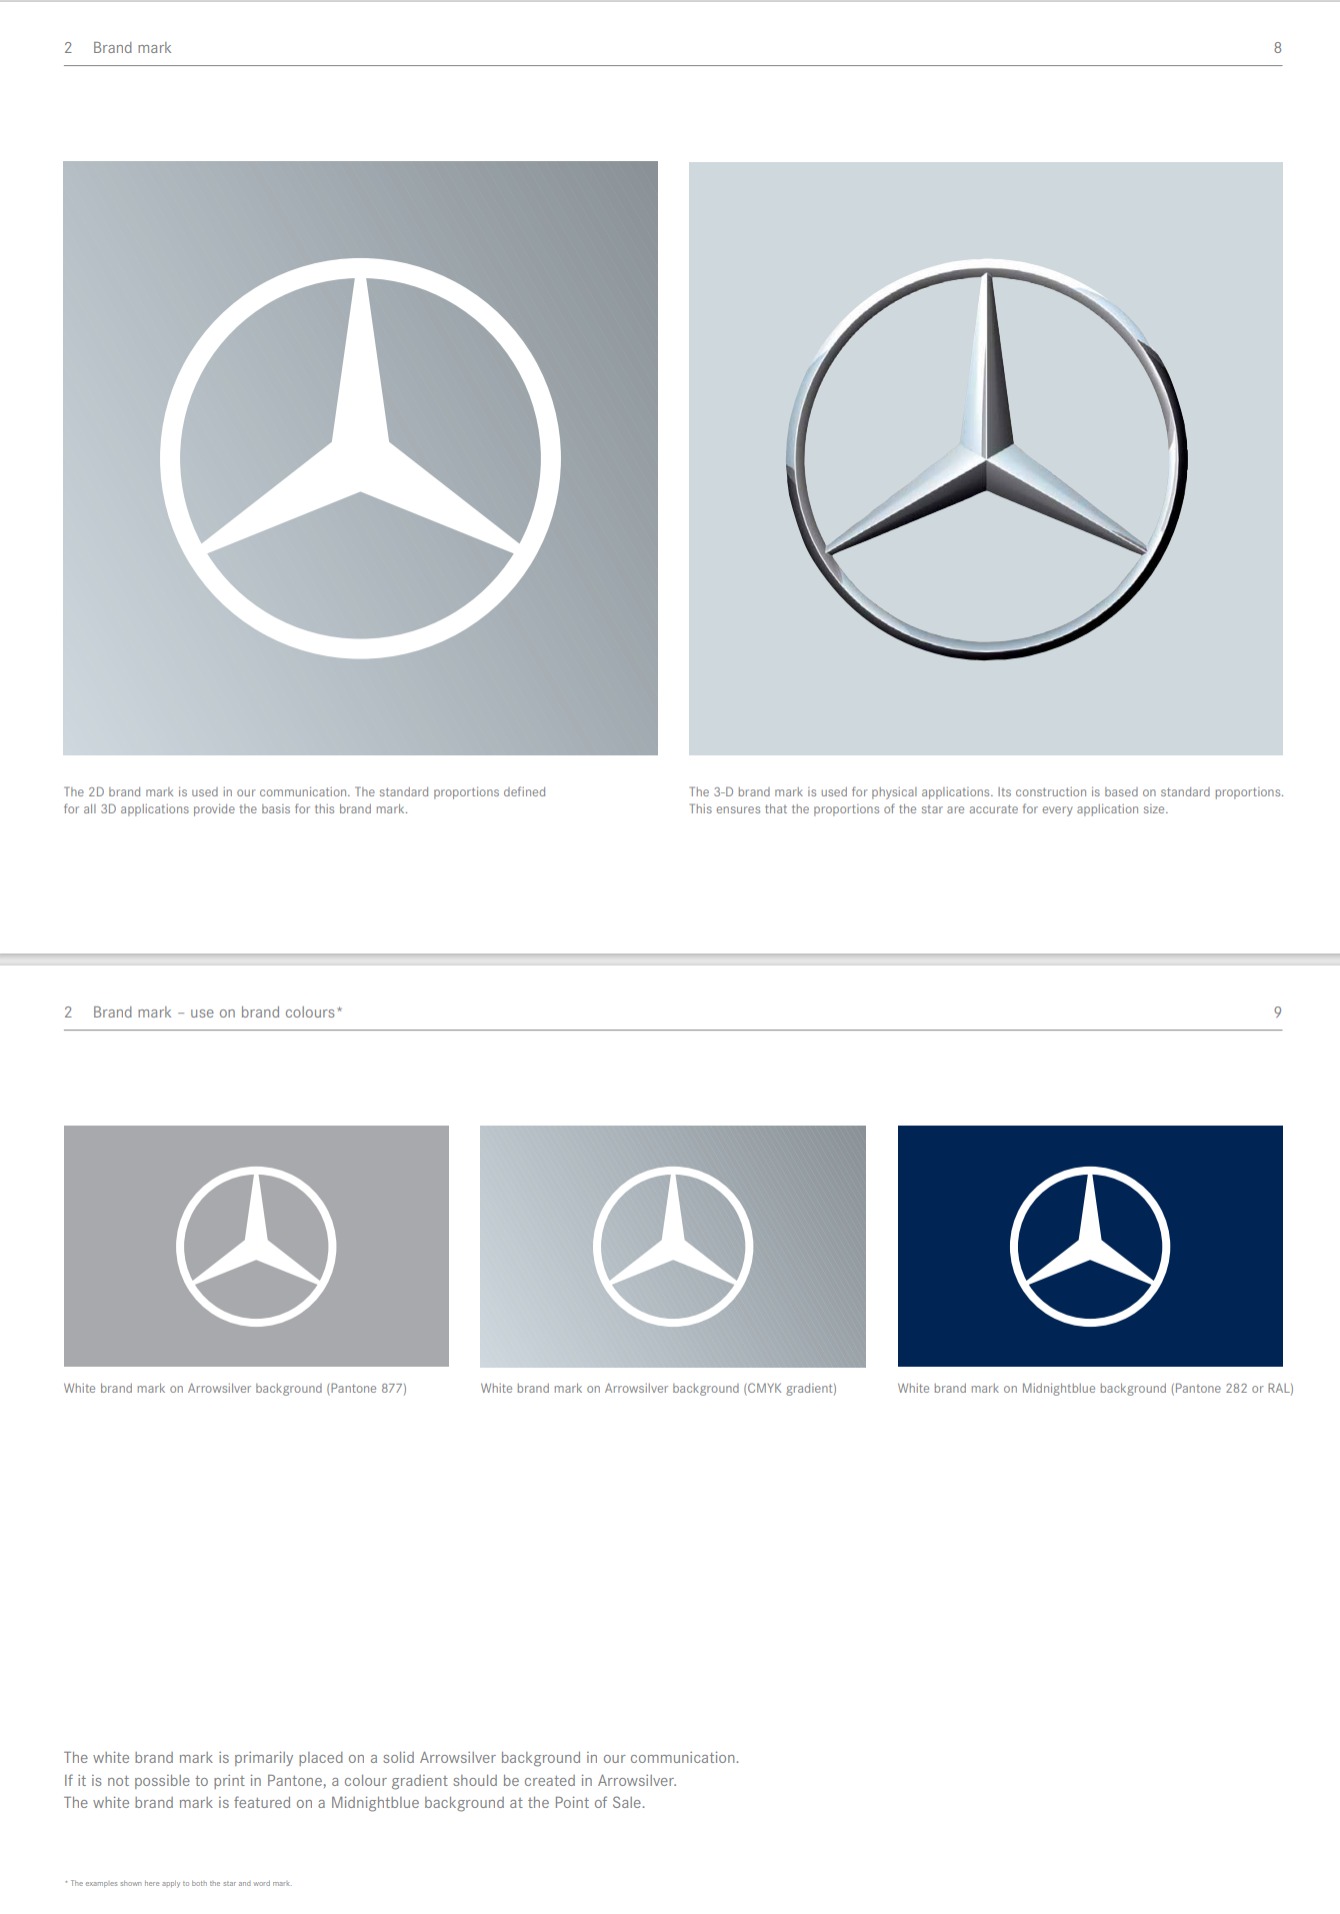 2 Brand mark 8
The 2D brand mark is used in our communication. The standard proportions defined
for all 3D applications provide the basis for this brand mark.
The 3-D brand mark is used for physical applications. Its construction is based on standard proportions.
This ensures that the proportions of the star are accurate for every application size.
2 Brand mark – use on brand colours* 9
White brand mark on Arrowsilver background (Pantone 877)
White brand mark on Arrowsilver background (CMYK gradient)
White brand mark on Midnightblue background (Pantone 282 or RAL)
The white brand mark is primarily placed on a solid Arrowsilver background in our communication.
If it is not possible to print in Pantone, a colour gradient should be created in Arrowsilver.
The white brand mark is featured on a Midnightblue background at the Point of Sale.
* The examples shown here apply to both the star and word mark.